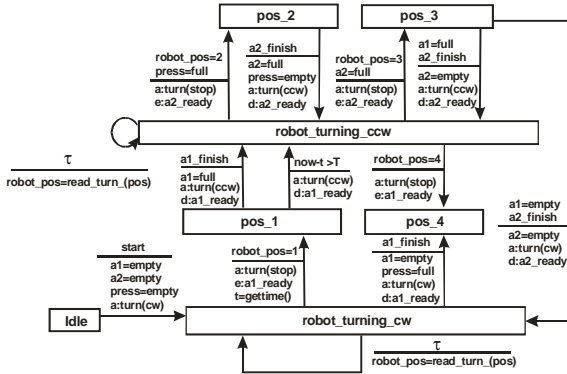 pos_2
pos_3
robot_pos=2
press=full
a:turn(stop)
e:a2_ready
a2_finish
a2=full
press=empty
a:turn(ccw)
d:a2_ready
robot_pos=3
a2=full
a:turn(stop)
e:a2_ready
a1=full
a2_finish
a2=empty
a:turn(ccw)
d:a2_ready
robot_turning_ccw
τ
robot_pos=read_turn_(pos)
a1_finish
a1=full
a:turn(ccw)
d:a1_ready
now-t >T
a:turn(ccw)
d:a1_ready
robot_pos=4
a:turn(stop)
e:a1_ready
a1=empty
a2_finish
a2=empty
a:turn(cw)
d:a2_ready
pos_1
pos_4
start
a1=empty
a2=empty
press=empty
a:turn(cw)
robot_pos=1
a:turn(stop)
e:a1_ready
t=gettime()
a1_finish
a1=empty
press=full
a:turn(cw)
d:a1_ready
Idle
robot_turning_cw
τ
robot_pos=read_turn_(pos)